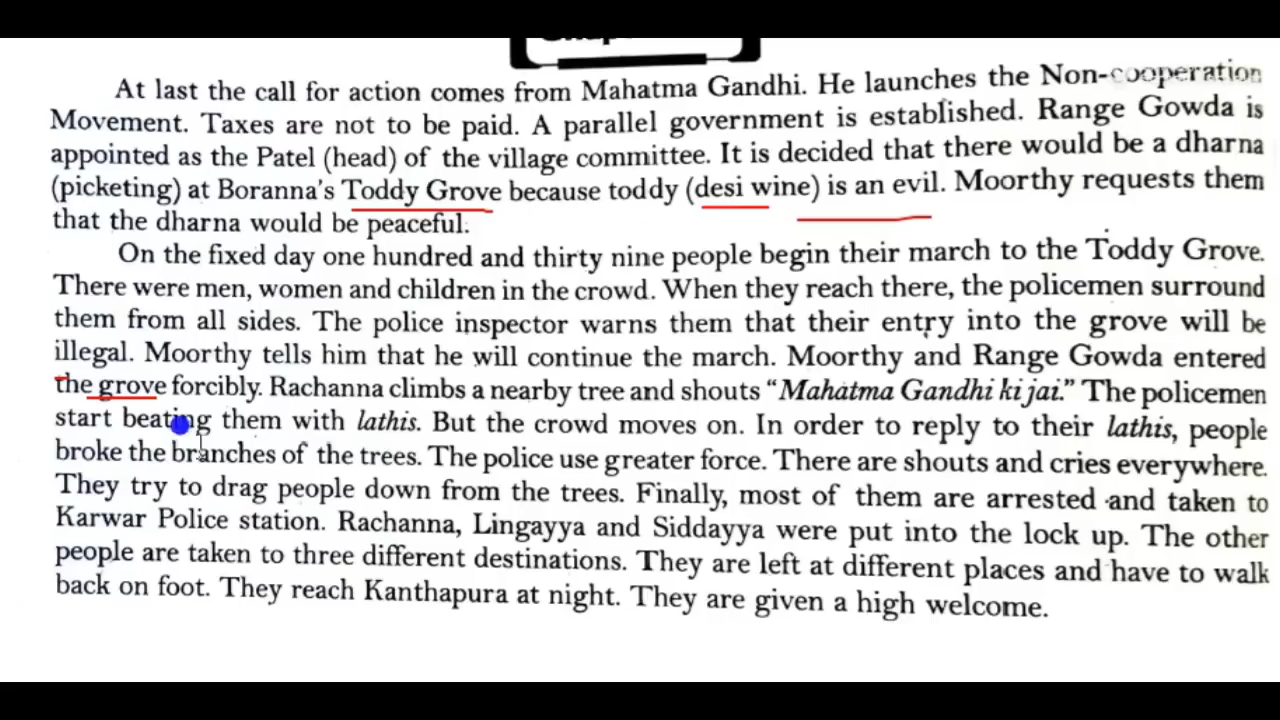 At last the call for action comes from Mahatma Gandhi. He launches the Non-cooperation
Movement. Taxes are not to be paid. A parallel government is established. Range Gowda is
appointed as the Patel (head) of the village committee. It is decided that there would be a dharna
(picketing) at Boranna's Toddy Grove because toddy (desi wine) is an evil. Moorthy requests them
that the dharna would be peaceful.
On the fixed day one hundred and thirty nine people begin their march to the Toddy Grove.
There were men, women and children in the crowd. When they reach there, the policemen surround
them from all sides. The police inspector warns them that their entry into the grove will be
illegal. Moorthy tells him that he will continue the march. Moorthy and Range Gowda entered
the grove forcibly. Rachanna climbs a nearby tree and shouts "Mahatma Gandhi ki jai." The policemen
start beating them with lathis. But the crowd moves on. In order to reply to their lathis, people
broke the branches of the trees. The police use greater force. There are shouts and cries everywhere.
They try to drag people down from the trees. Finally, most of them are arrested and taken to
Karwar Police station. Rachanna, Lingayya and Siddayya were put into the lock up. The other
people are taken to three different destinations. They are left at different places and have to walk
back on foot. They reach Kanthapura at night. They are given a high welcome.